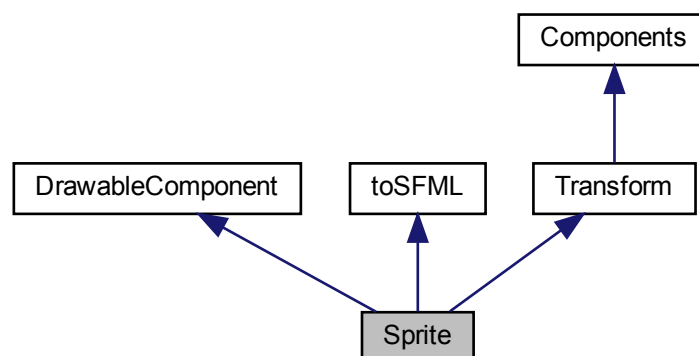 Components
DrawableComponent
toSFML
Transform
Sprite